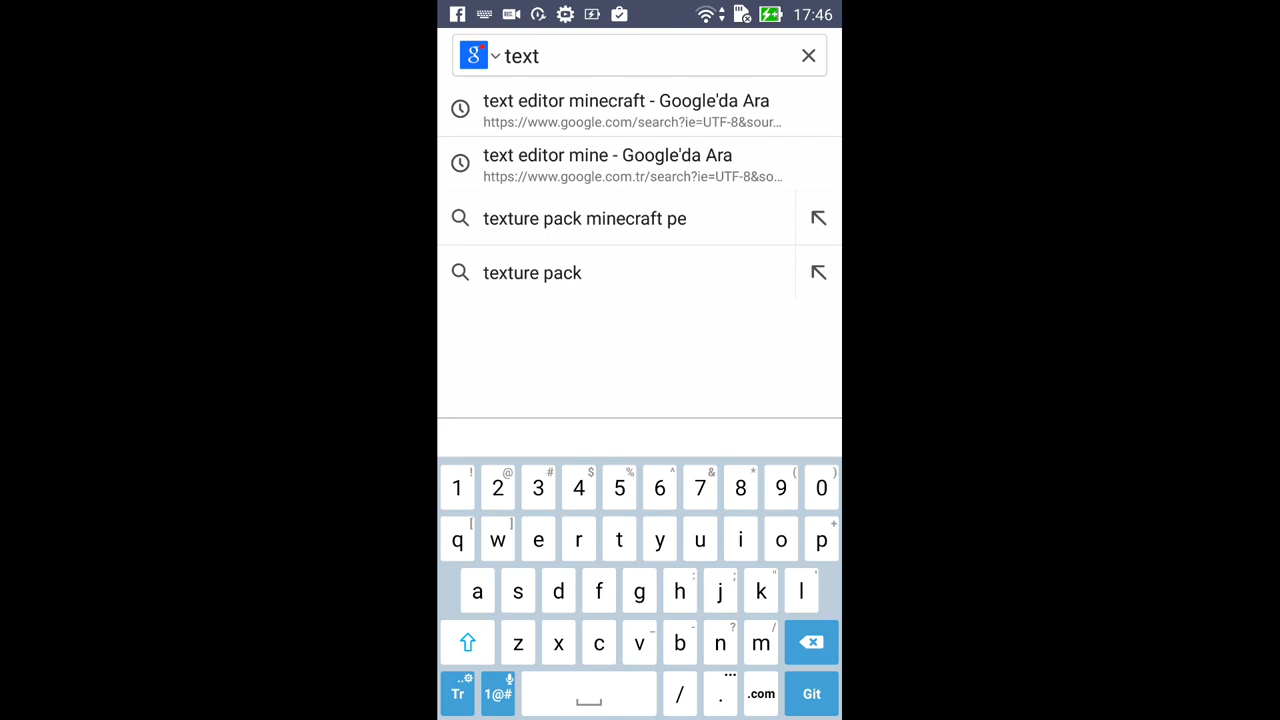 17:46
text
text editor minecraft - Google'da Ara
https://www.google.com/search?ie=UTF-8&sour...
text editor mine - Google'da Ara
https://www.google.com.tr/search?ie=UTF-8&so...
texture pack minecraft pe
texture pack
! @ # $ % ^ & * ( )
1 2 3 4 5 6 7 8 9 0
[ ] +
q w e r t y u i o p
: ; " '
a s d f g h j k l
_ - ? /
z x c v b n m
Tr 1@# / . .com Git